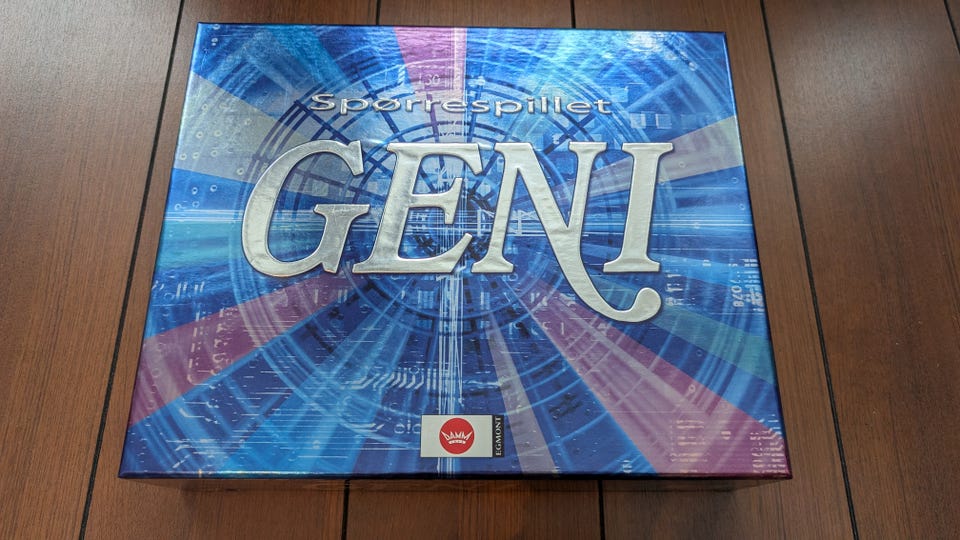 Spørrespillet
GENI
DAMM
EGMONT